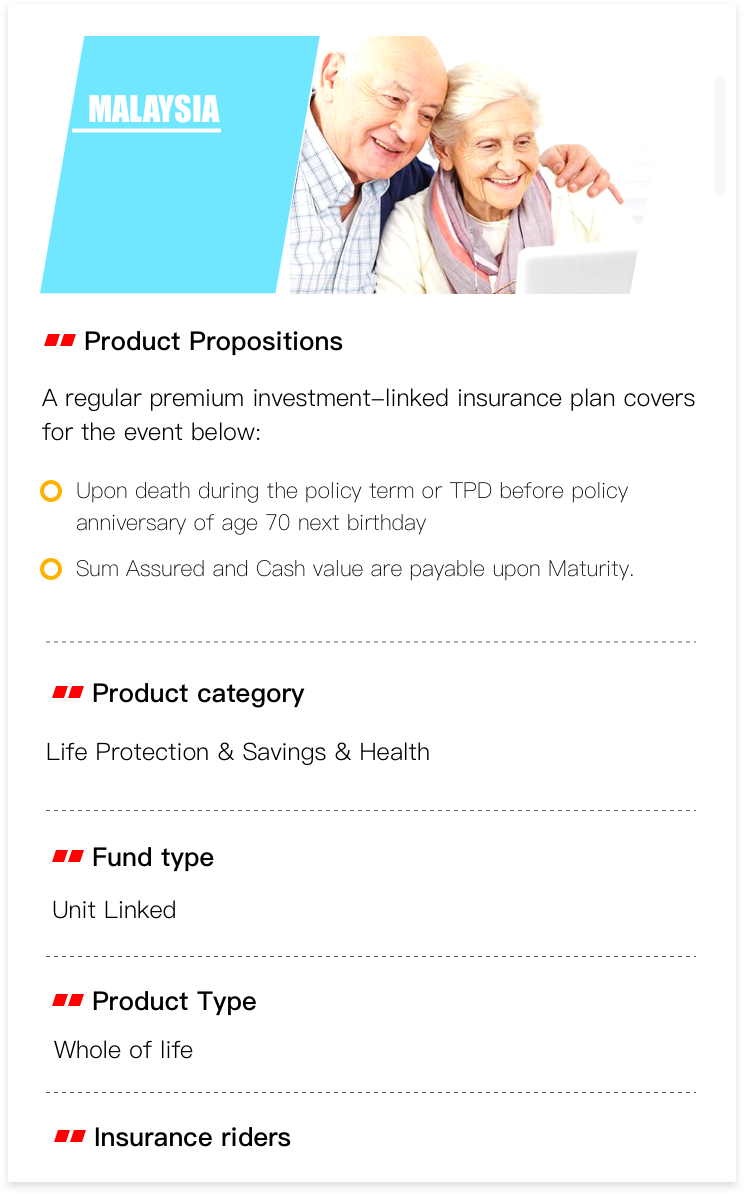 MALAYSIA
Product Propositions
A regular premium investment–linked insurance plan covers
for the event below:
Upon death during the policy term or TPD before policy
anniversary of age 70 next birthday
Sum Assured and Cash value are payable upon Maturity.
Product category
Life Protection & Savings & Health
Fund type
Unit Linked
Product Type
Whole of life
Insurance riders